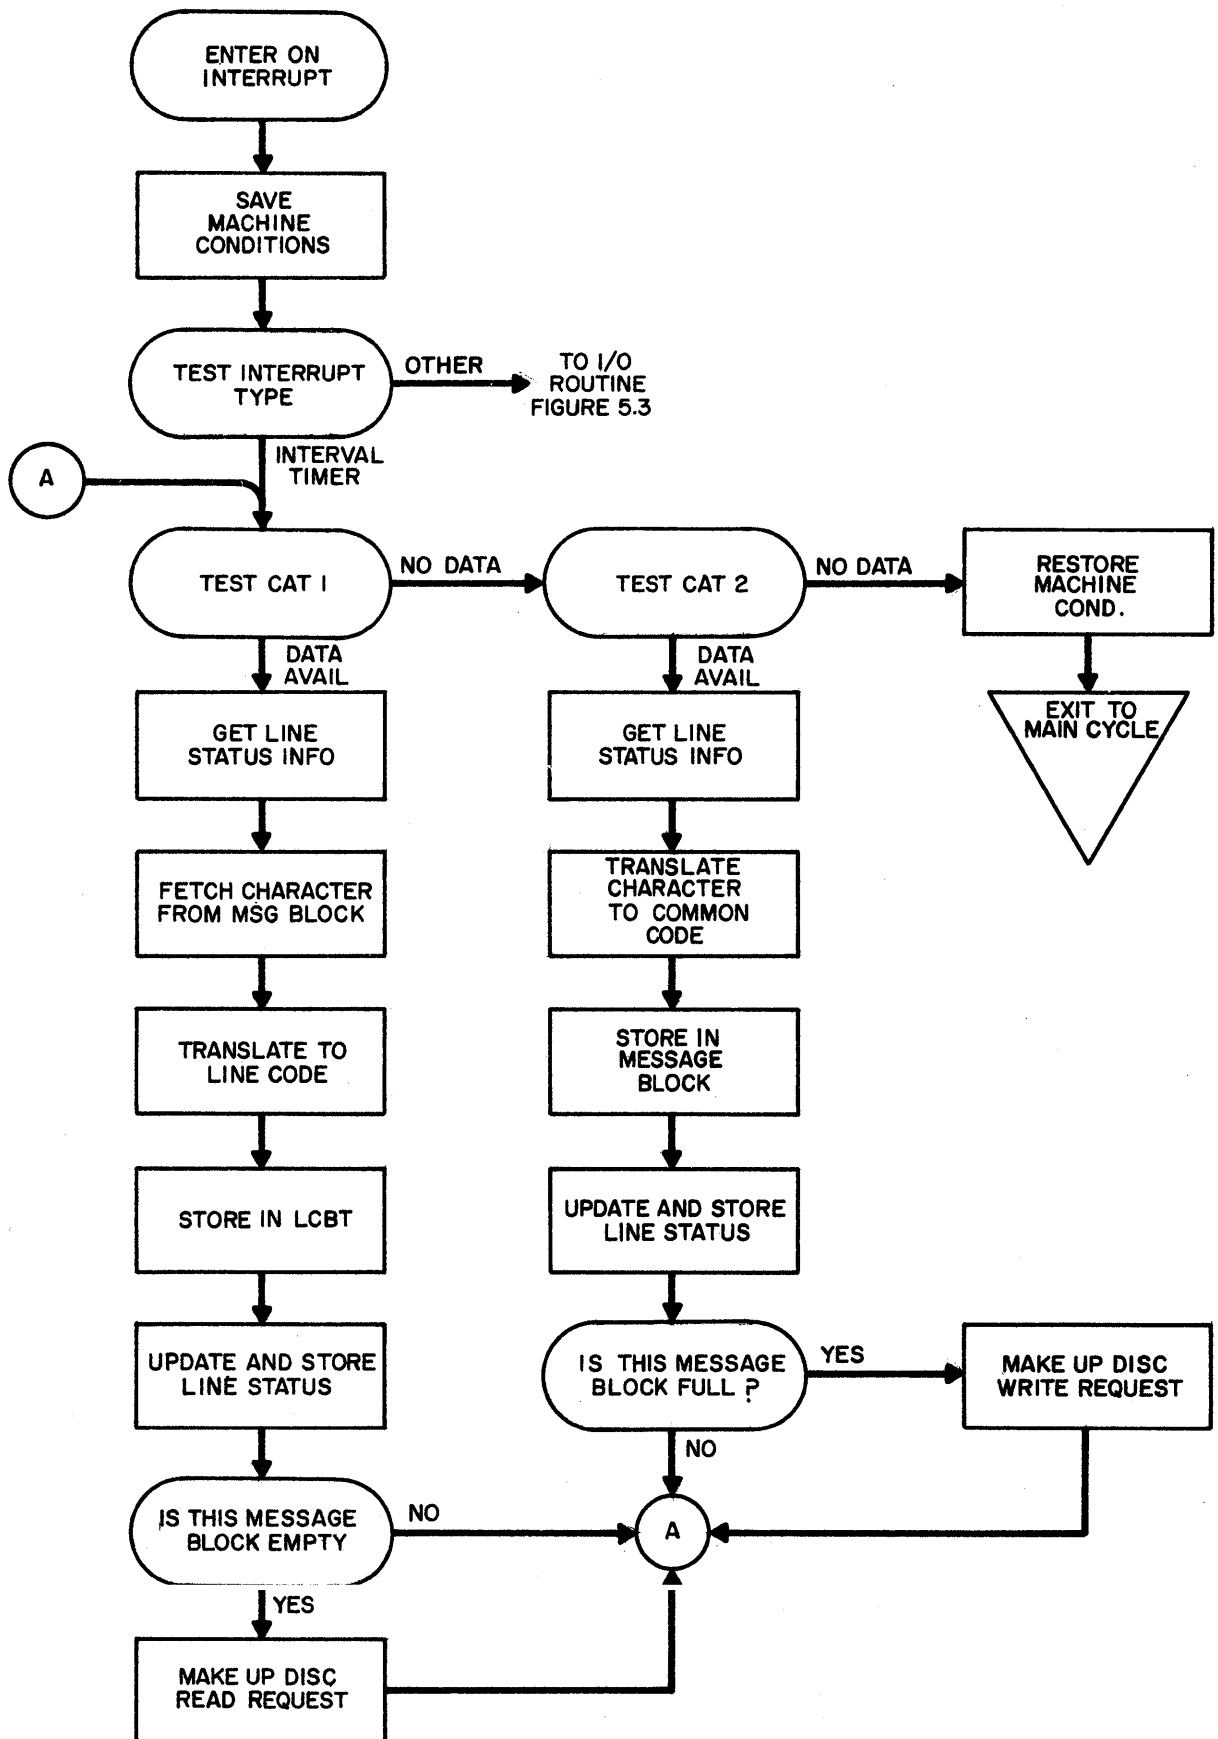 ENTER ON
INTERRUPT
SAVE
MACHINE
CONDITIONS
TEST INTERRUPT
TYPE
OTHER
TO I/O
ROUTINE
FIGURE 5.3
INTERVAL
TIMER
A
TEST CAT 1
NO DATA
TEST CAT 2
NO DATA
RESTORE
MACHINE
COND.
DATA
AVAIL
DATA
AVAIL
EXIT TO
MAIN CYCLE
GET LINE
STATUS INFO
GET LINE
STATUS INFO
FETCH CHARACTER
FROM MSG BLOCK
TRANSLATE
CHARACTER
TO COMMON
CODE
TRANSLATE TO
LINE CODE
STORE IN
MESSAGE
BLOCK
STORE IN LCBT
UPDATE AND STORE
LINE STATUS
UPDATE AND STORE
LINE STATUS
IS THIS MESSAGE
BLOCK FULL ?
YES
MAKE UP DISC
WRITE REQUEST
NO
IS THIS MESSAGE
BLOCK EMPTY
NO
A
YES
MAKE UP DISC
READ REQUEST